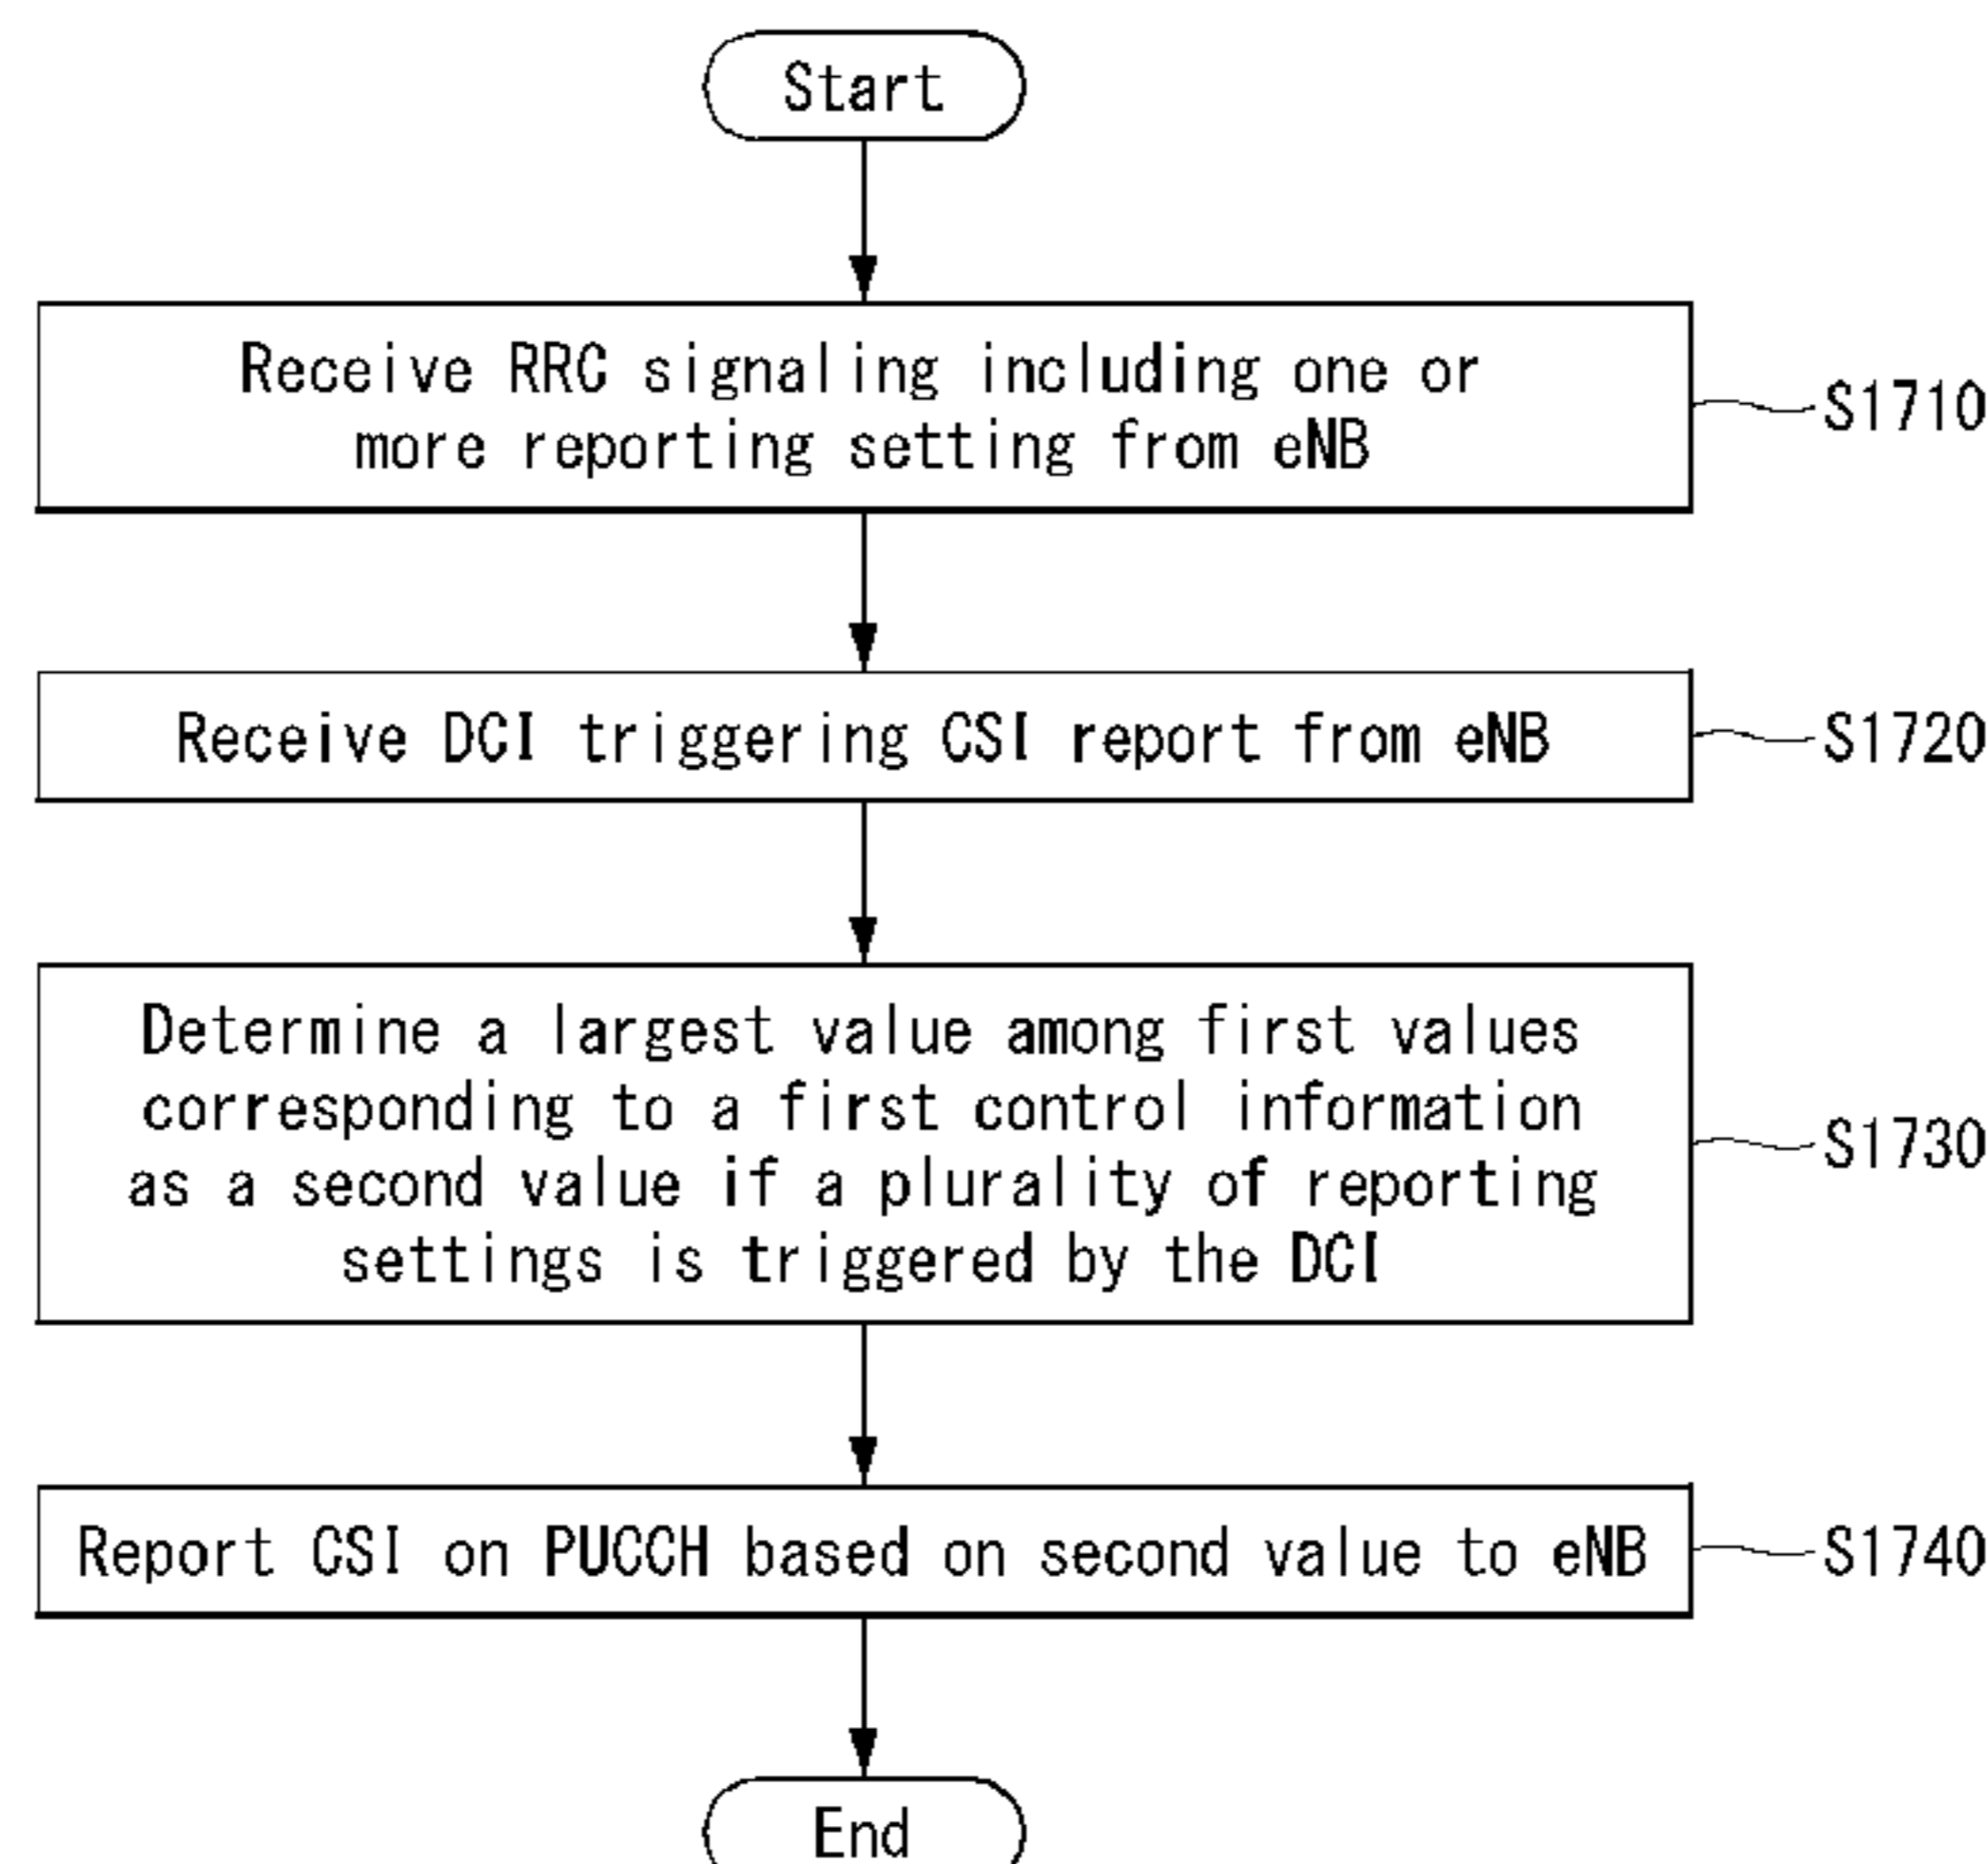 Start
Receive RRC signaling including one or
more reporting setting from eNB
S1710
Receive DCI triggering CSI report from eNB
S1720
Determine a largest value among first values
corresponding to a first control information
as a second value if a plurality of reporting
settings is triggered by the DCI
S1730
Report CSI on PUCCH based on second value to eNB
S1740
End